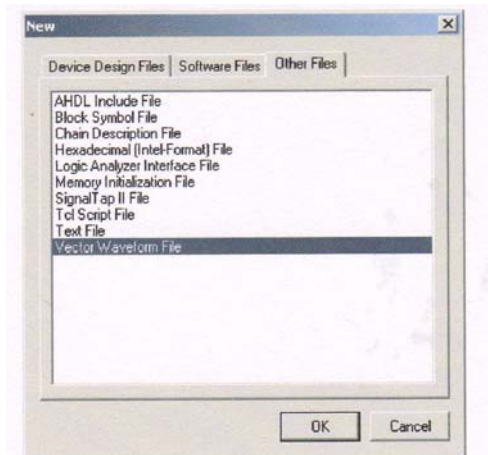 New
Device Design Files Software Files Other Files
AHDL Include File
Block Symbol File
Chain Description File
Hexadecimal (Intel-Format) File
Logic Analyzer Interface File
Memory Initialization File
SignalTap II File
Tcl Script File
Text File
Vector Waveform File
OK Cancel